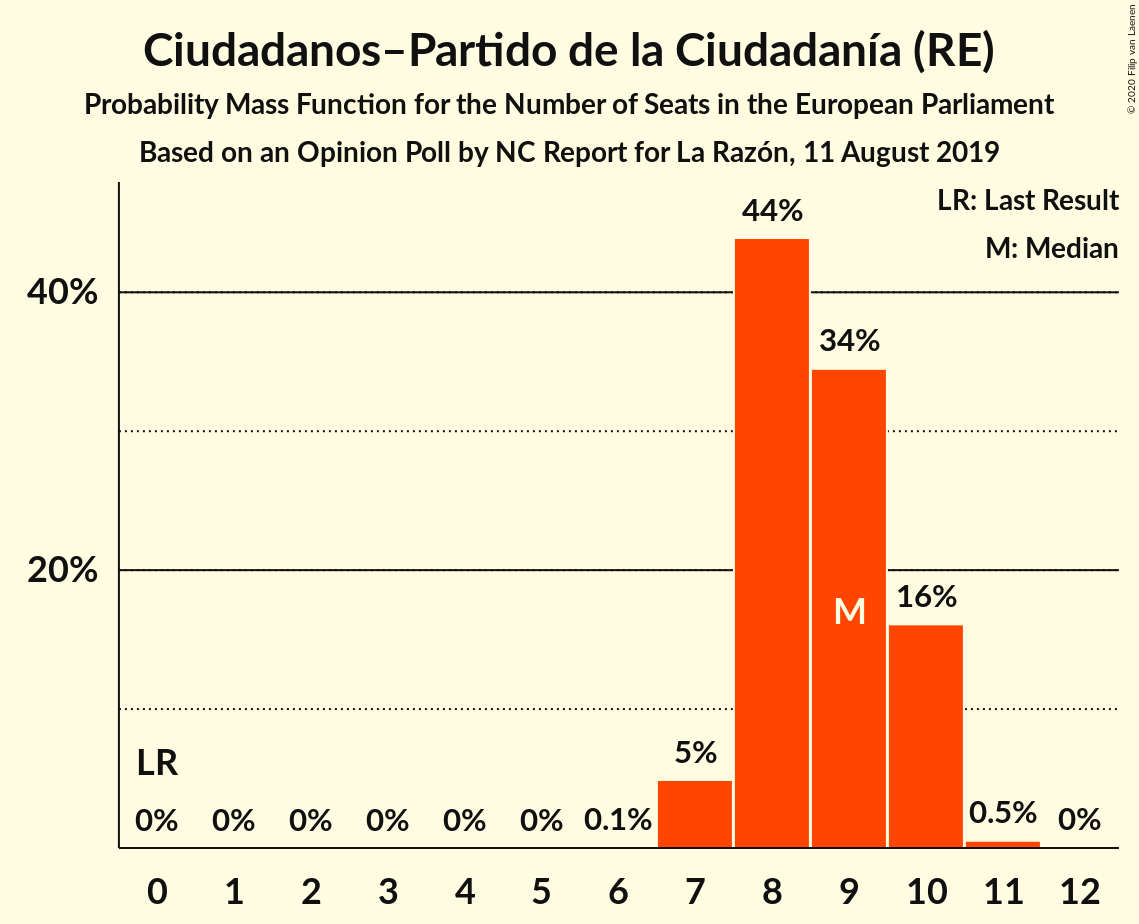 Ciudadanos–Partido de la Ciudadanía (RE)
Probability Mass Function for the Number of Seats in the European Parliament
Based on an Opinion Poll by NC Report for La Razón, 11 August 2019
© 2020 Filip van Laenen
LR: Last Result
M: Median
44%
40%
34%
20%
16%
M
5%
LR
0% 0% 0% 0% 0% 0% 0.1% 0.5% 0%
0 1 2 3 4 5 6 7 8 9 10 11 12